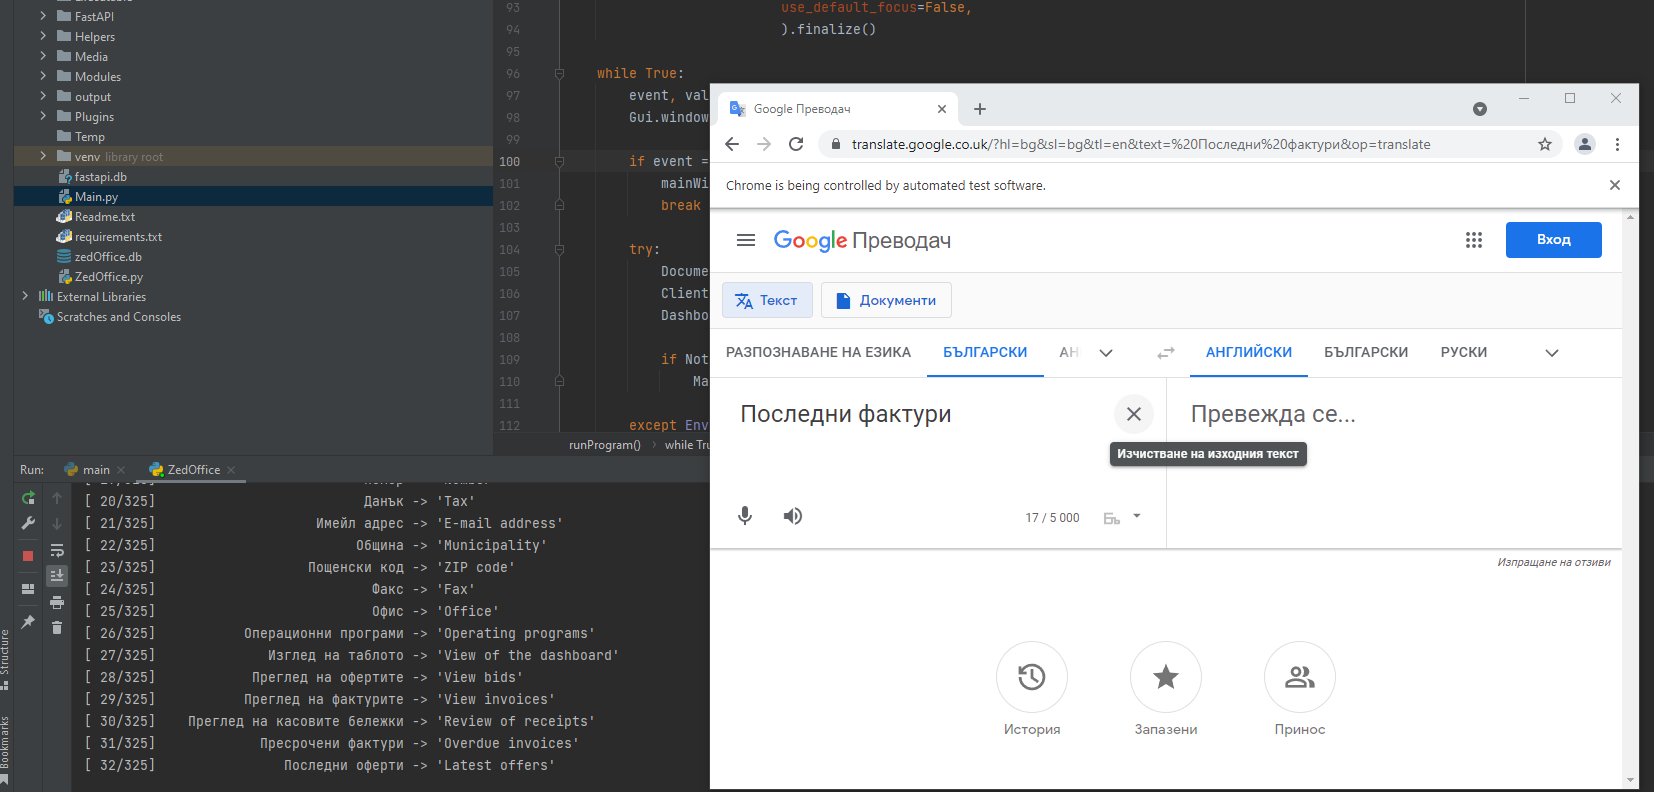 FastAPI
Helpers
Media
Modules
output
Plugins
Temp
venv library root
fastapi.db
Main.py
Readme.txt
requirements.txt
zedOffice.db
ZedOffice.py
External Libraries
Scratches and Consoles
93 use_default_focus=False,
94 ).finalize()
95
96 while True:
97 event, val
98 Gui.window
99
100 if event =
101 mainWi
102 break
103
104 try:
105 Docume
106 Client
107 Dashbo
108
109 if Not
110 Ma
111
112 except Env
runProgram() › while Tru
Google Преводач
translate.google.co.uk/?hl=bg&sl=bg&tl=en&text=%20Последни%20фактури&op=translate
Chrome is being controlled by automated test software.
Google Преводач
Вход
Текст
Документи
РАЗПОЗНАВАНЕ НА ЕЗИКА БЪЛГАРСКИ АН
АНГЛИЙСКИ БЪЛГАРСКИ РУСКИ
Последни фактури
Превежда се...
Изчистване на изходния текст
17 / 5 000
Изпращане на отзиви
История
Запазени
Принос
Run: main ZedOffice
[ 20/325] Данък -> 'Tax'
[ 21/325] Имейл адрес -> 'E-mail address'
[ 22/325] Община -> 'Municipality'
[ 23/325] Пощенски код -> 'ZIP code'
[ 24/325] Факс -> 'Fax'
[ 25/325] Офис -> 'Office'
[ 26/325] Операционни програми -> 'Operating programs'
[ 27/325] Изглед на таблото -> 'View of the dashboard'
[ 28/325] Преглед на офертите -> 'View bids'
[ 29/325] Преглед на фактурите -> 'View invoices'
[ 30/325] Преглед на касовите бележки -> 'Review of receipts'
[ 31/325] Пресрочени фактури -> 'Overdue invoices'
[ 32/325] Последни оферти -> 'Latest offers'
Structure
Bookmarks